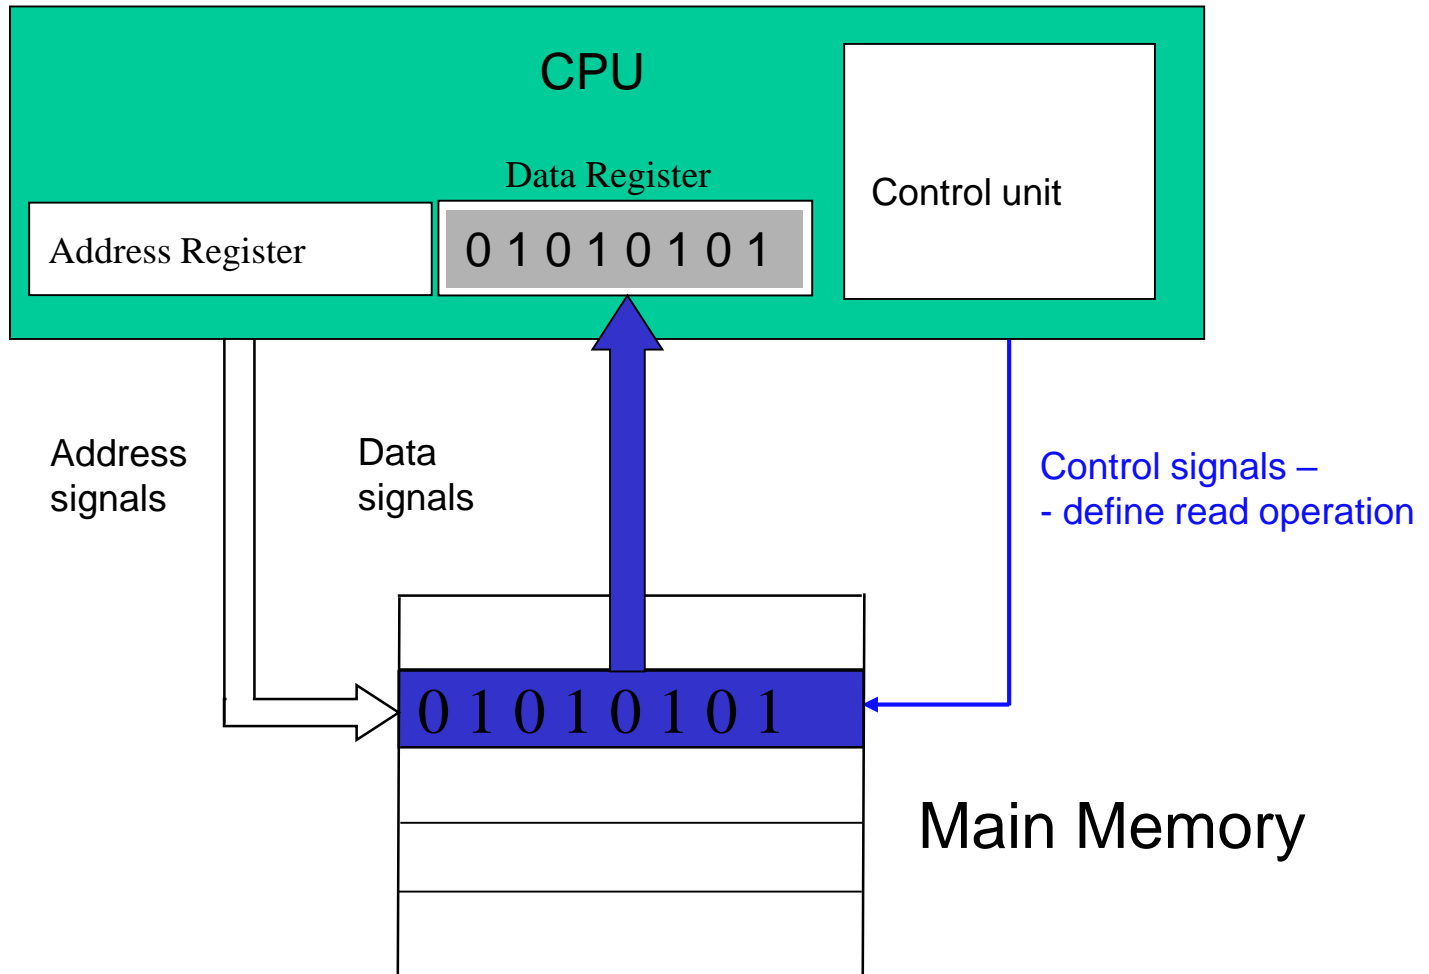 CPU
Data Register
Control unit
Address Register
0 1 0 1 0 1 0 1
Address
signals
Data
signals
Control signals –
- define read operation
0 1 0 1 0 1 0 1
Main Memory